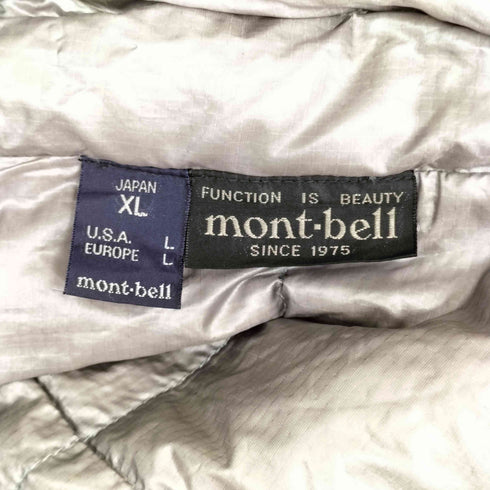 JAPAN
XL
U.S.A. L
EUROPE L
mont-bell
FUNCTION IS BEAUTY
mont-bell
SINCE 1975